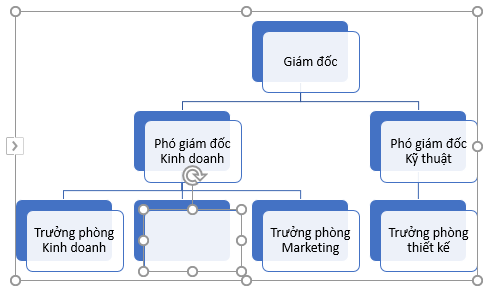 Giám đốc
Phó giám đốc
Kinh doanh
Phó giám đốc
Kỹ thuật
Trưởng phòng
Kinh doanh
Trưởng phòng
Marketing
Trưởng phòng
thiết kế